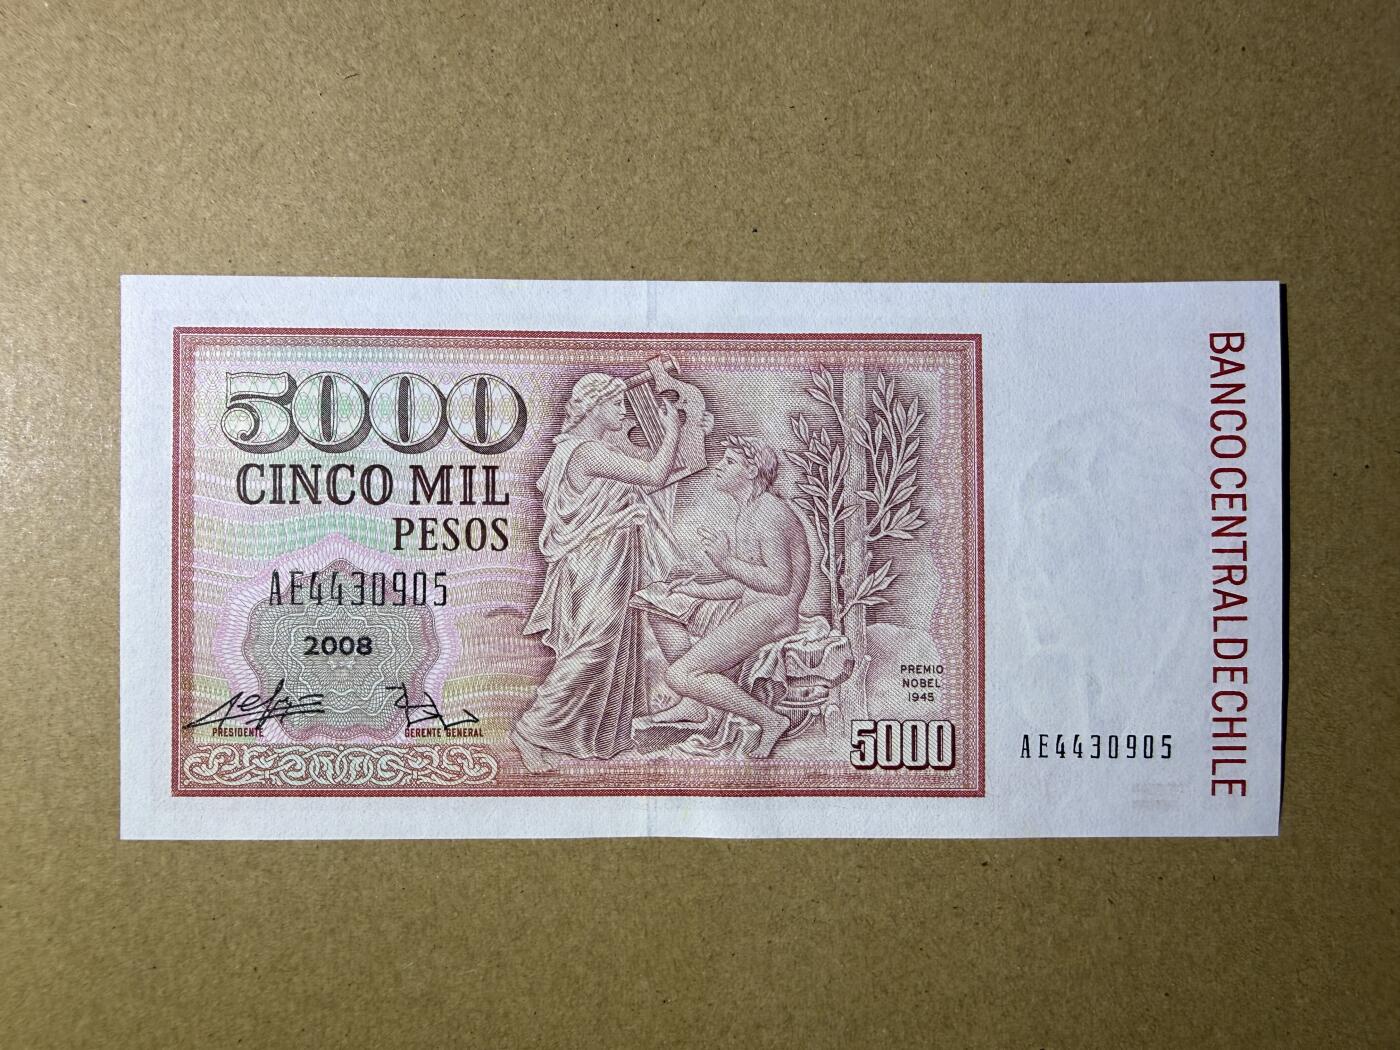 5000
CINCO MIL
PESOS
AE4430905
2008
PRESIDENTE
GERENTE GENERAL
PREMIO
NOBEL
1945
5000
AE4430905
BANCO CENTRAL DE CHILE